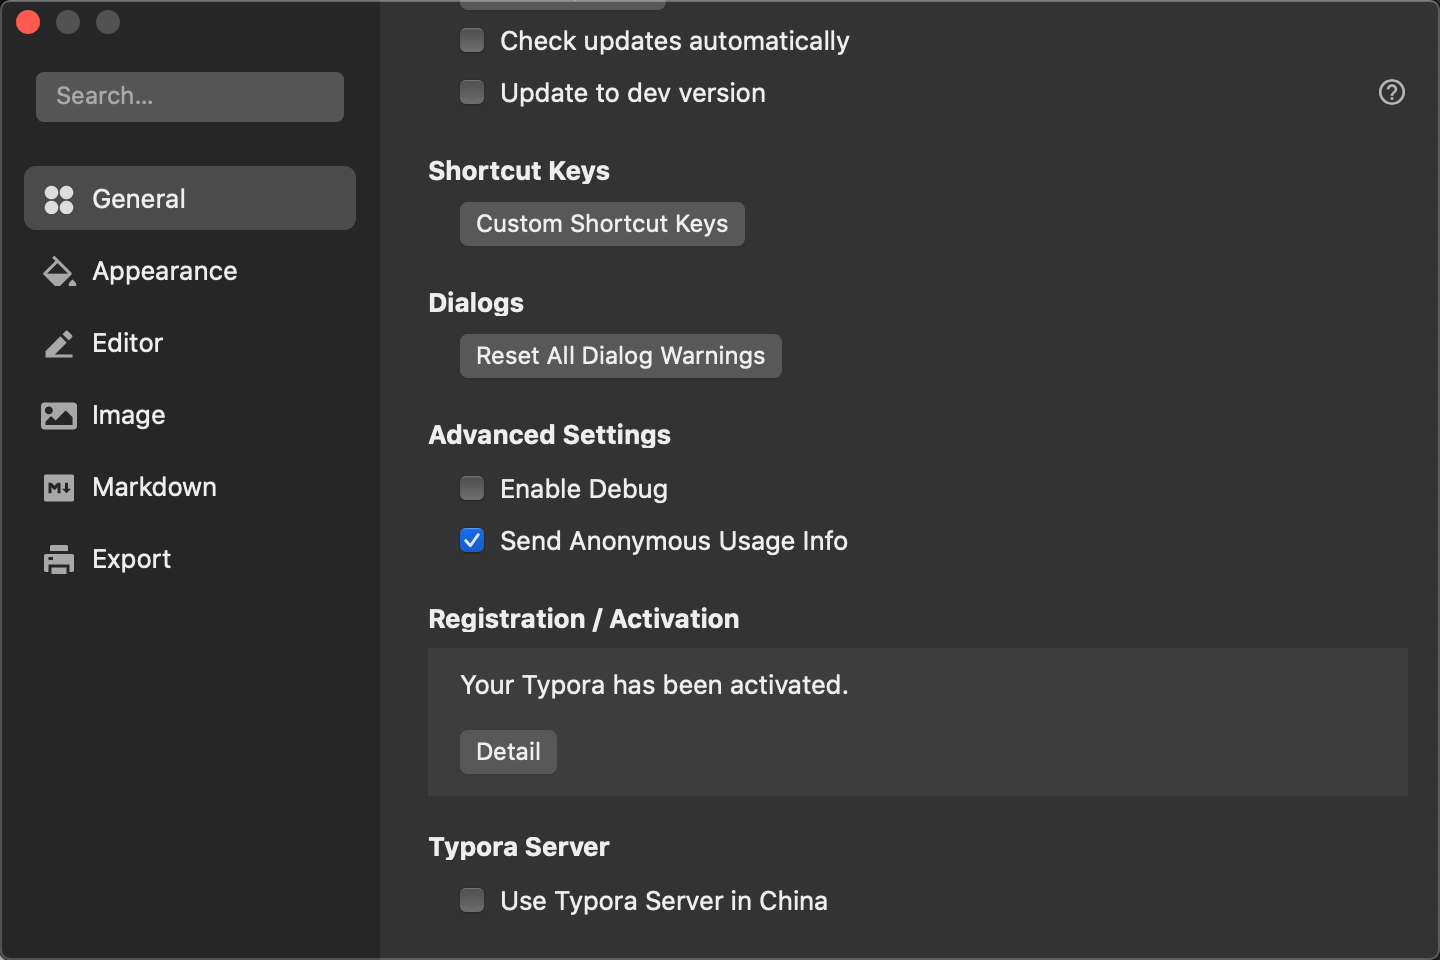 Check updates automatically
Update to dev version
Search...
General
Appearance
Editor
Image
Markdown
Export
Shortcut Keys
Custom Shortcut Keys
Dialogs
Reset All Dialog Warnings
Advanced Settings
Enable Debug
Send Anonymous Usage Info
Registration / Activation
Your Typora has been activated.
Detail
Typora Server
Use Typora Server in China